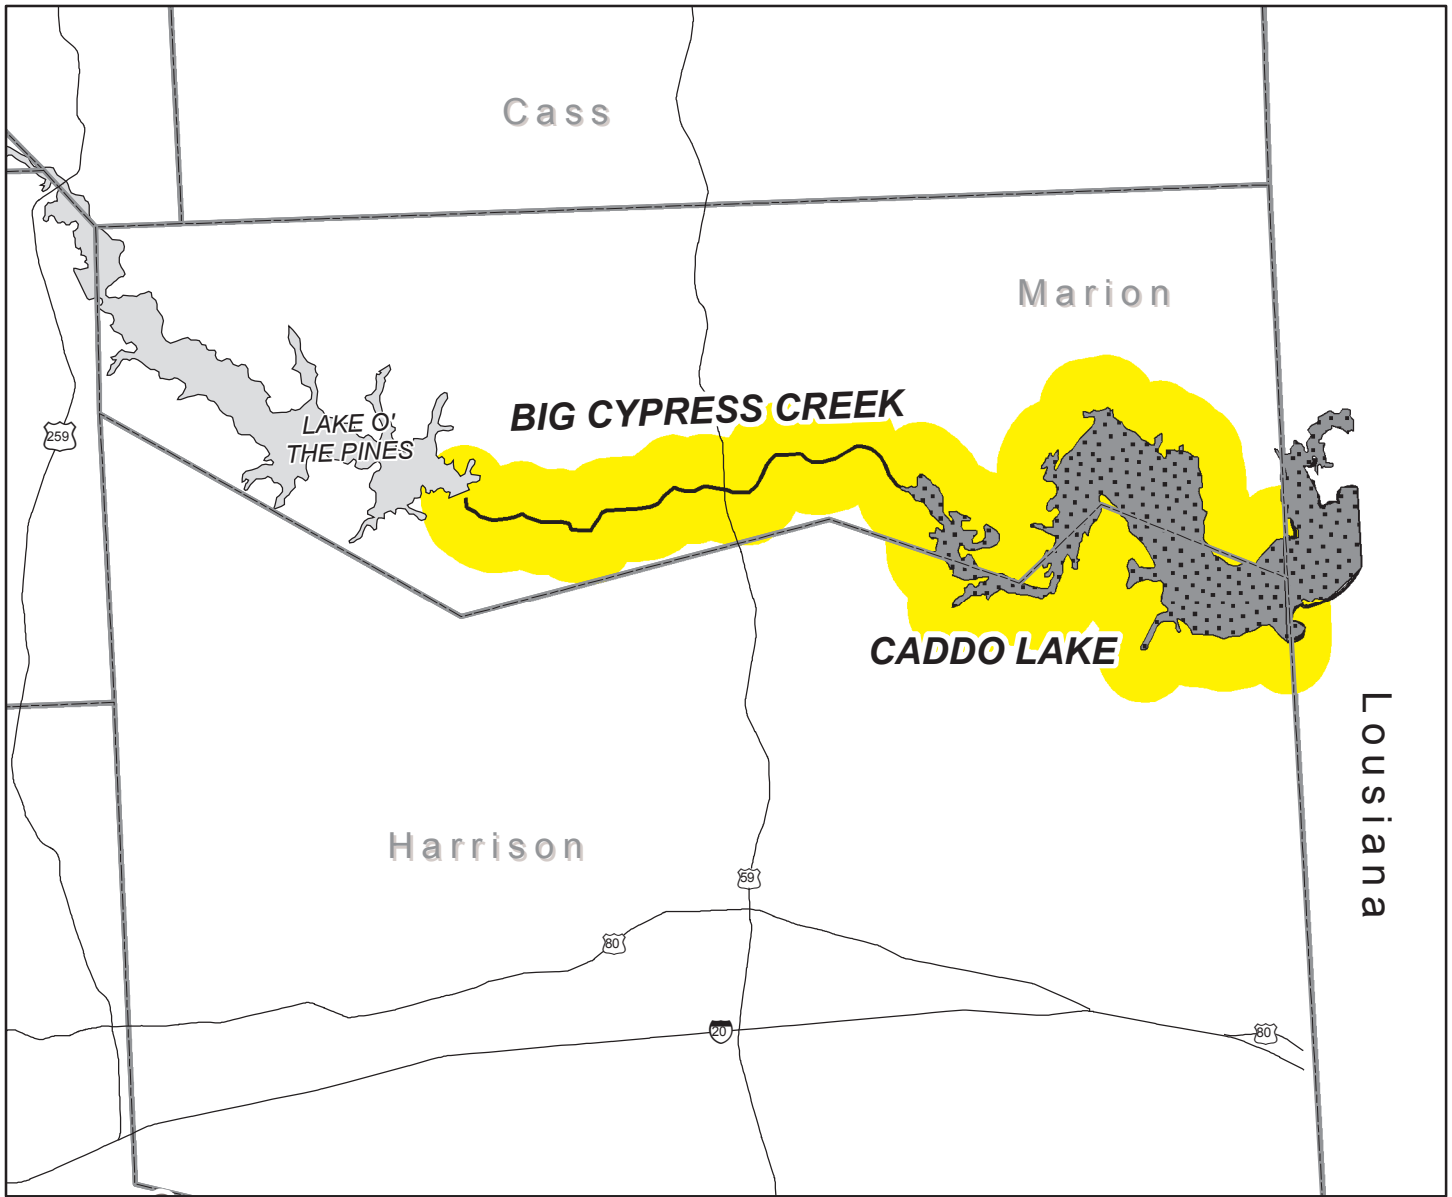 Cass
Marion
BIG CYPRESS CREEK
LAKE O'
THE PINES
259
CADDO LAKE
Lousiana
Harrison
59
80
20
80